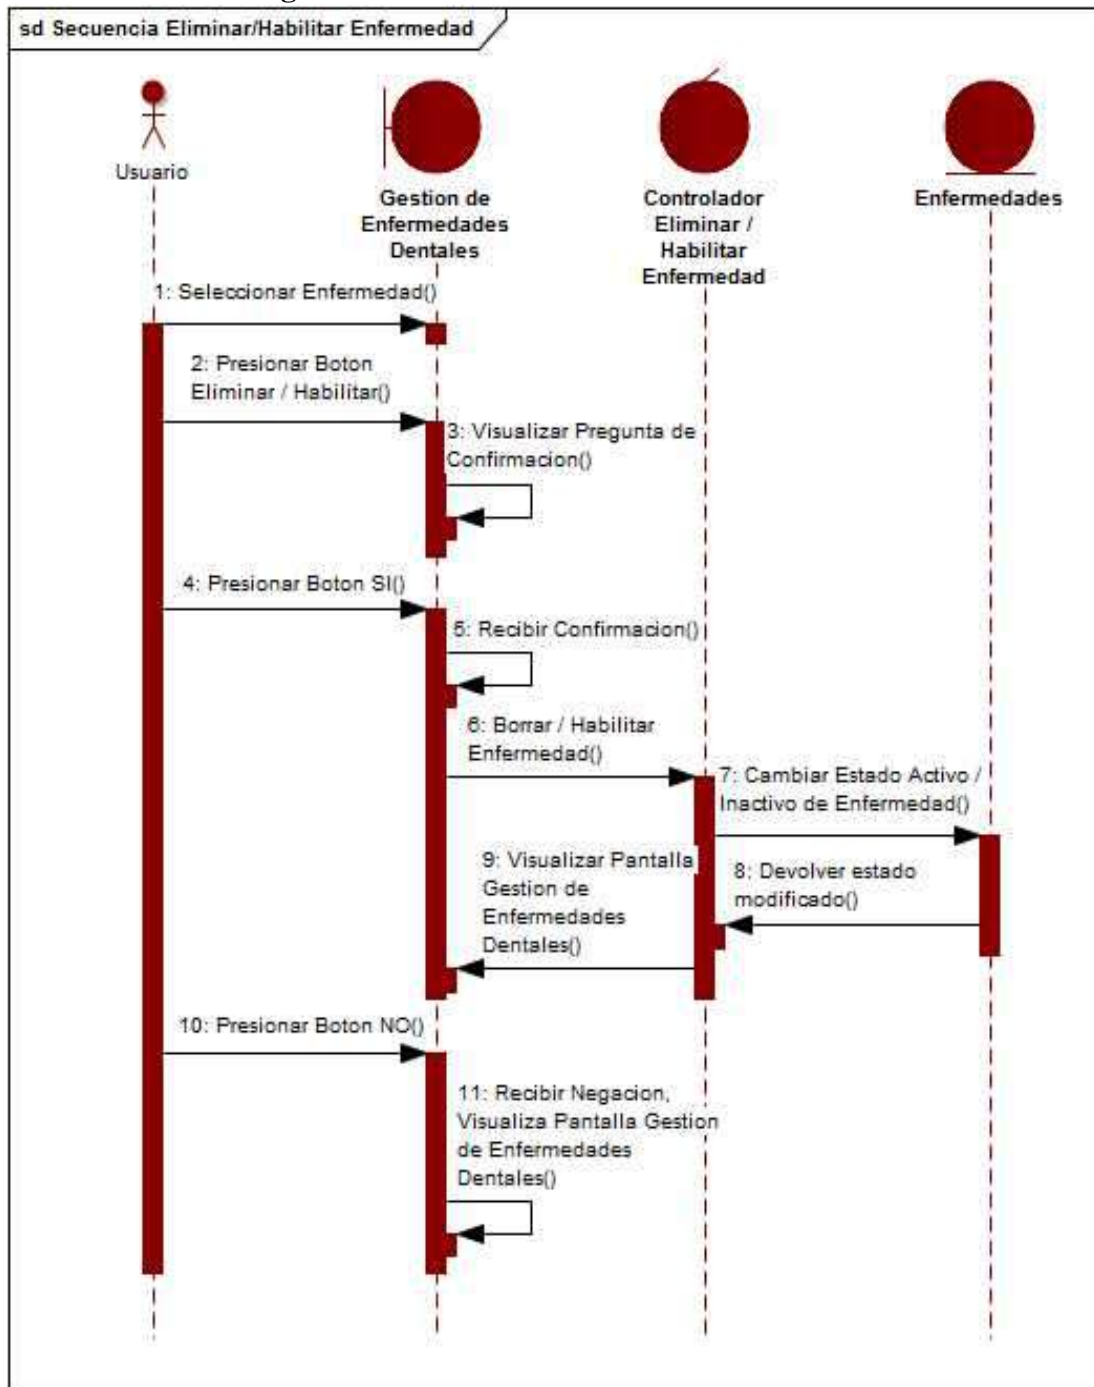 sd Secuencia Eliminar/Habilitar Enfermedad
Usuario
Gestion de
Enfermedades
Dentales
Controlador
Eliminar /
Habilitar
Enfermedad
Enfermedades
1: Seleccionar Enfermedad()
2: Presionar Boton
Eliminar / Habilitar()
3: Visualizar Pregunta de
Confirmacion()
4: Presionar Boton SI()
5: Recibir Confirmacion()
6: Borrar / Habilitar
Enfermedad()
7: Cambiar Estado Activo /
Inactivo de Enfermedad()
8: Devolver estado
modificado()
9: Visualizar Pantalla
Gestion de
Enfermedades
Dentales()
10: Presionar Boton NO()
11: Recibir Negacion,
Visualiza Pantalla Gestion
de Enfermedades
Dentales()